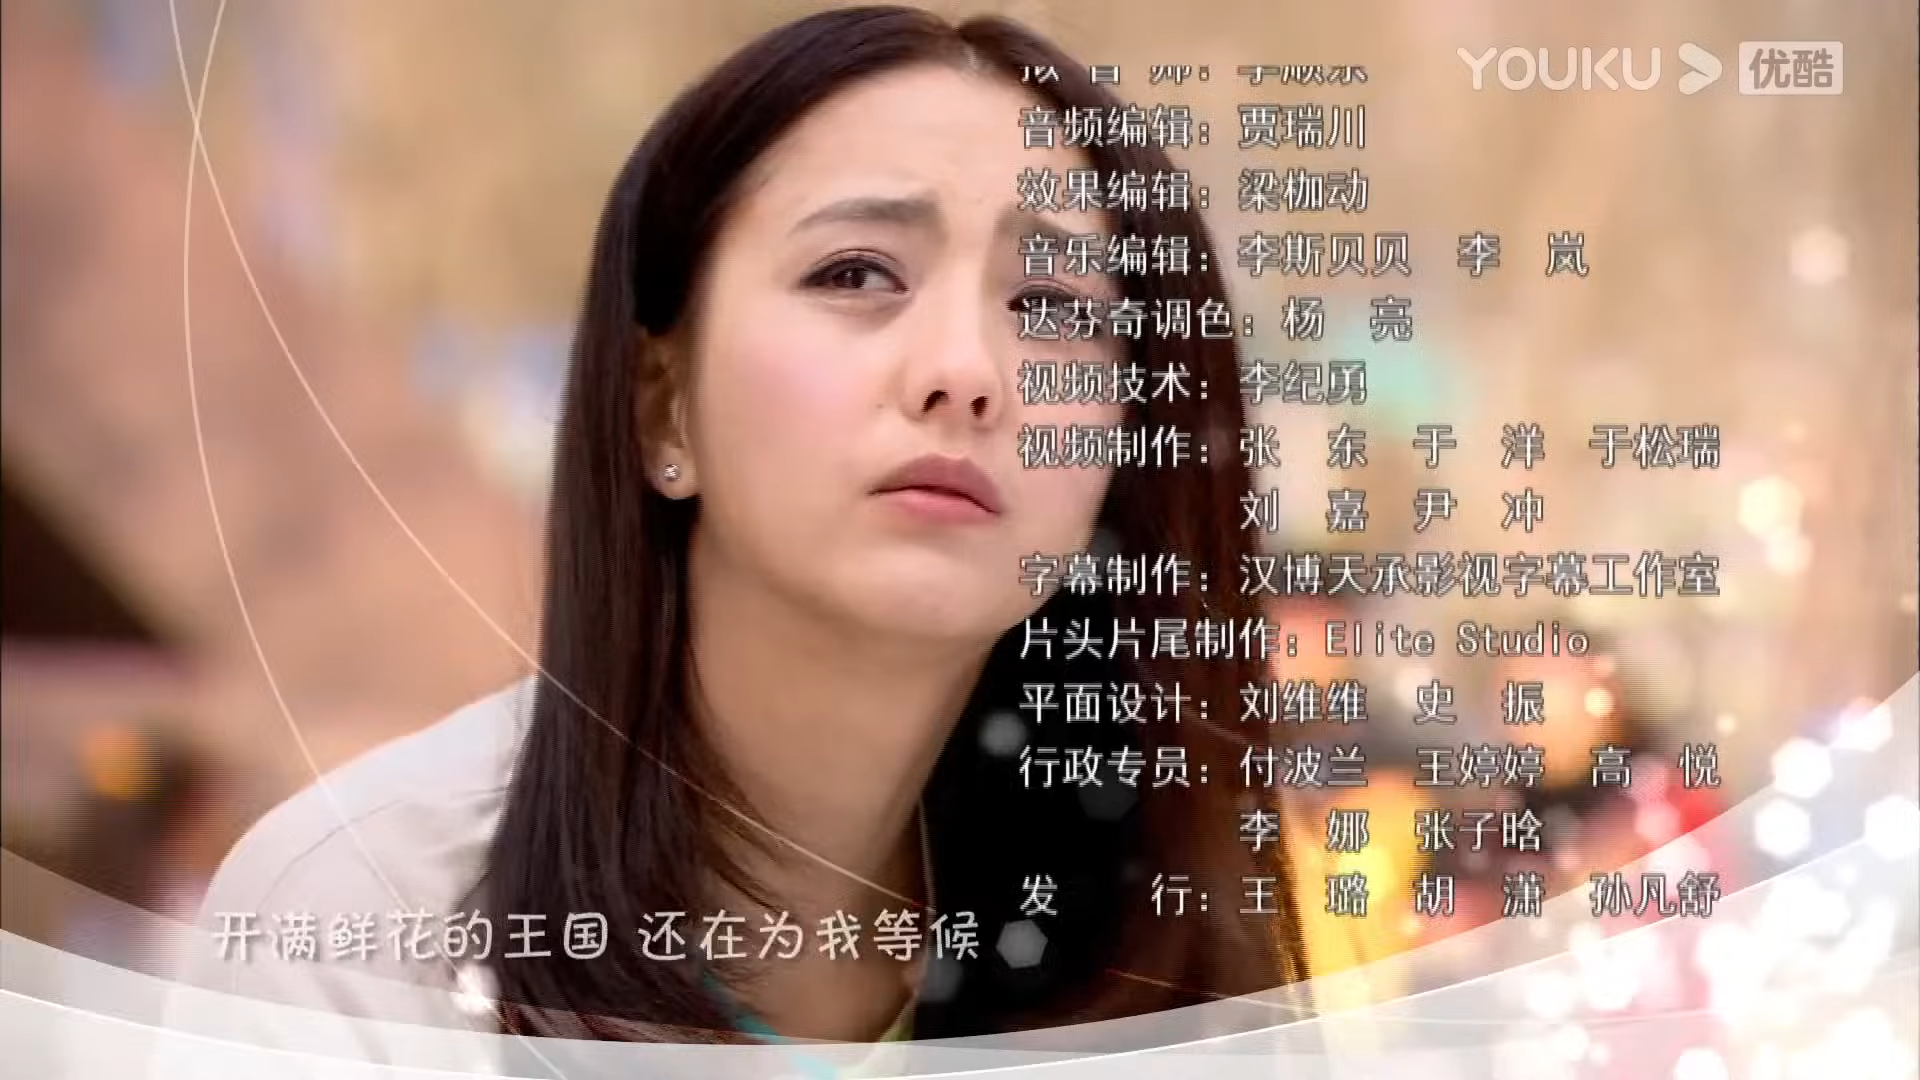 YOUKU 优酷
拟 音 师：李顺东
音频编辑：贾瑞川
效果编辑：梁枷动
音乐编辑：李斯贝贝 李 岚
达芬奇调色：杨 亮
视频技术：李纪勇
视频制作：张 东 于 洋 于松瑞
刘 嘉 尹 冲
字幕制作：汉博天承影视字幕工作室
片头片尾制作：Elite Studio
平面设计：刘维维 史 振
行政专员：付波兰 王婷婷 高 悦
李 娜 张子晗
发 行：王 璐 胡 潇 孙凡舒
开满鲜花的王国 还在为我等候